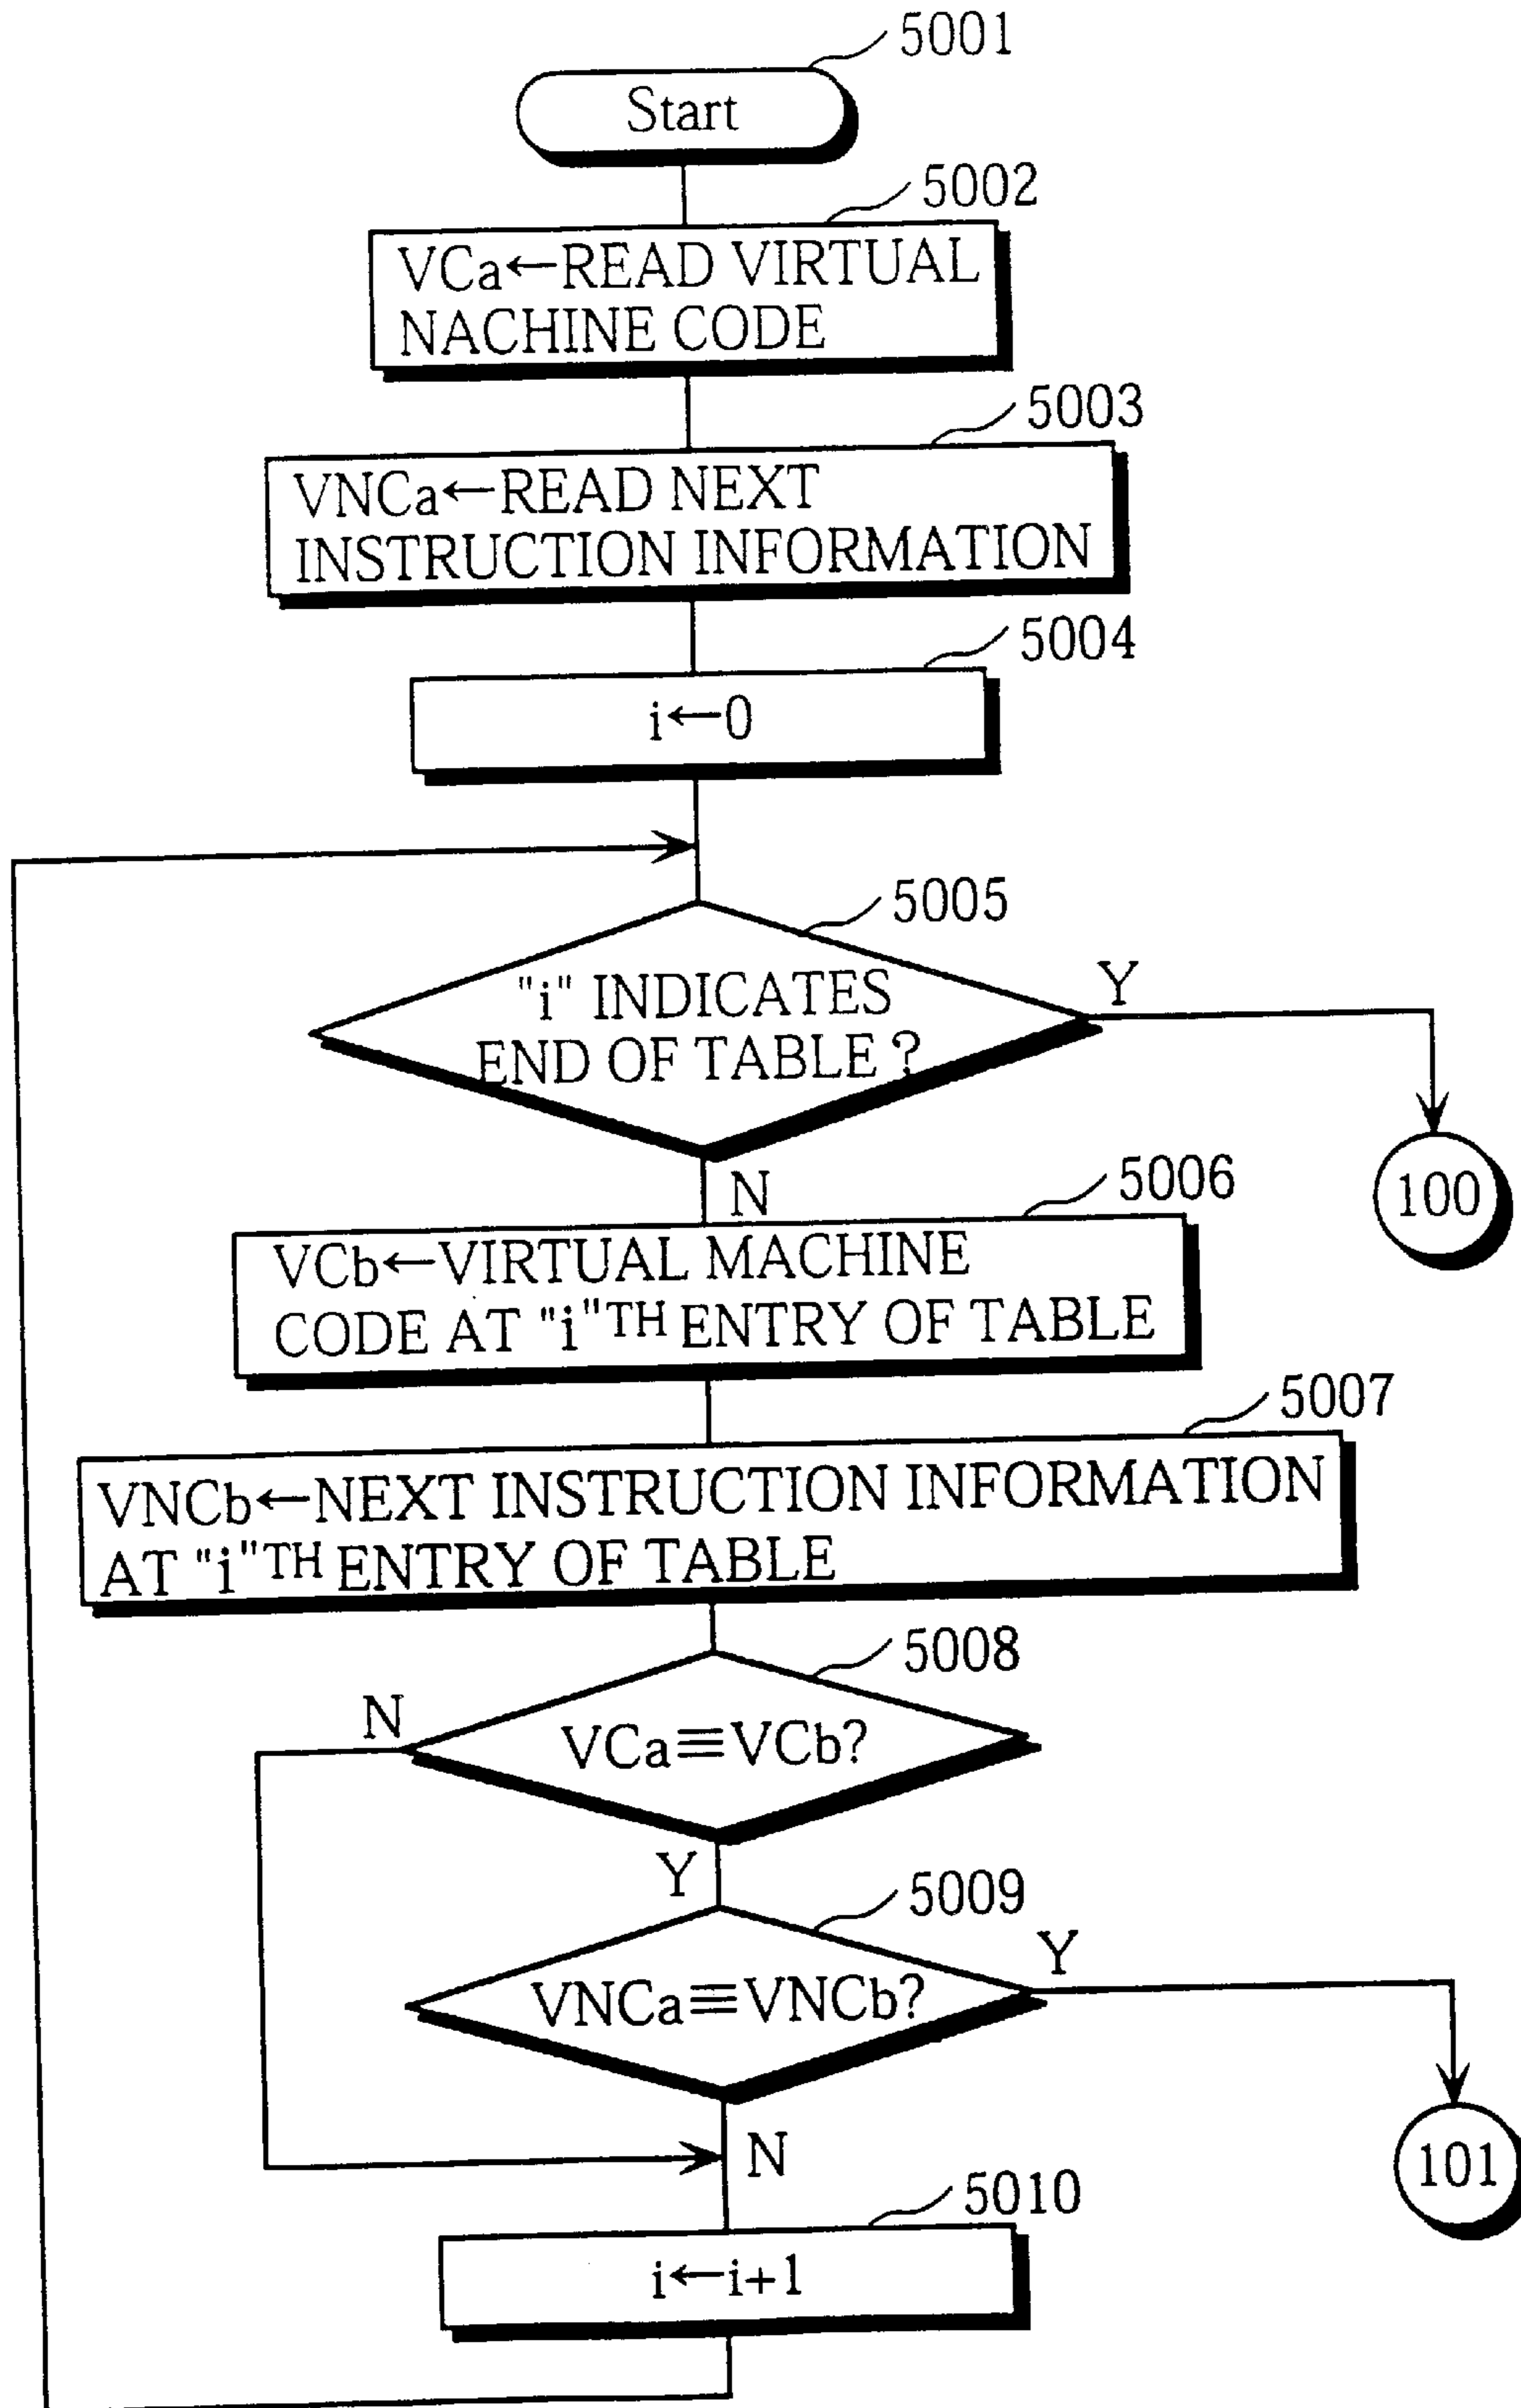 5001
Start
5002
VCa←READ VIRTUAL
NACHINE CODE
5003
VNCa←READ NEXT
INSTRUCTION INFORMATION
5004
i←0
5005
"i" INDICATES
END OF TABLE ?
Y
100
N
5006
VCb←VIRTUAL MACHINE
CODE AT "i"TH ENTRY OF TABLE
5007
VNCb←NEXT INSTRUCTION INFORMATION
AT "i"TH ENTRY OF TABLE
5008
N
VCa≡VCb?
Y
5009
Y
VNCa≡VNCb?
101
N
5010
i←i+1